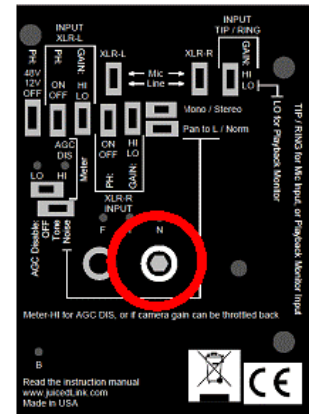 INPUT
XLR-L
INPUT
TIP / RING
PH:
PH:
GAIN:
XLR-L
XLR-R
GAIN:
48V
12V
OFF
ON
OFF
HI
LO
Mic
Line
HI
LO
Mono / Stereo
Pan to L / Norm
ON
OFF
HI
LO
AGC
DIS
Meter
LO HI
PH:
GAIN:
XLR-R
INPUT
AGC Disable:
OFF
Tone
Noise
F
N
LO for Playback Monitor
TIP / RING for Mic Input, or Playback Monitor Input
Meter-HI for AGC DIS, or if camera gain can be throttled back
B
Read the instruction manual
www.juicedLink.com
Made in USA
CE